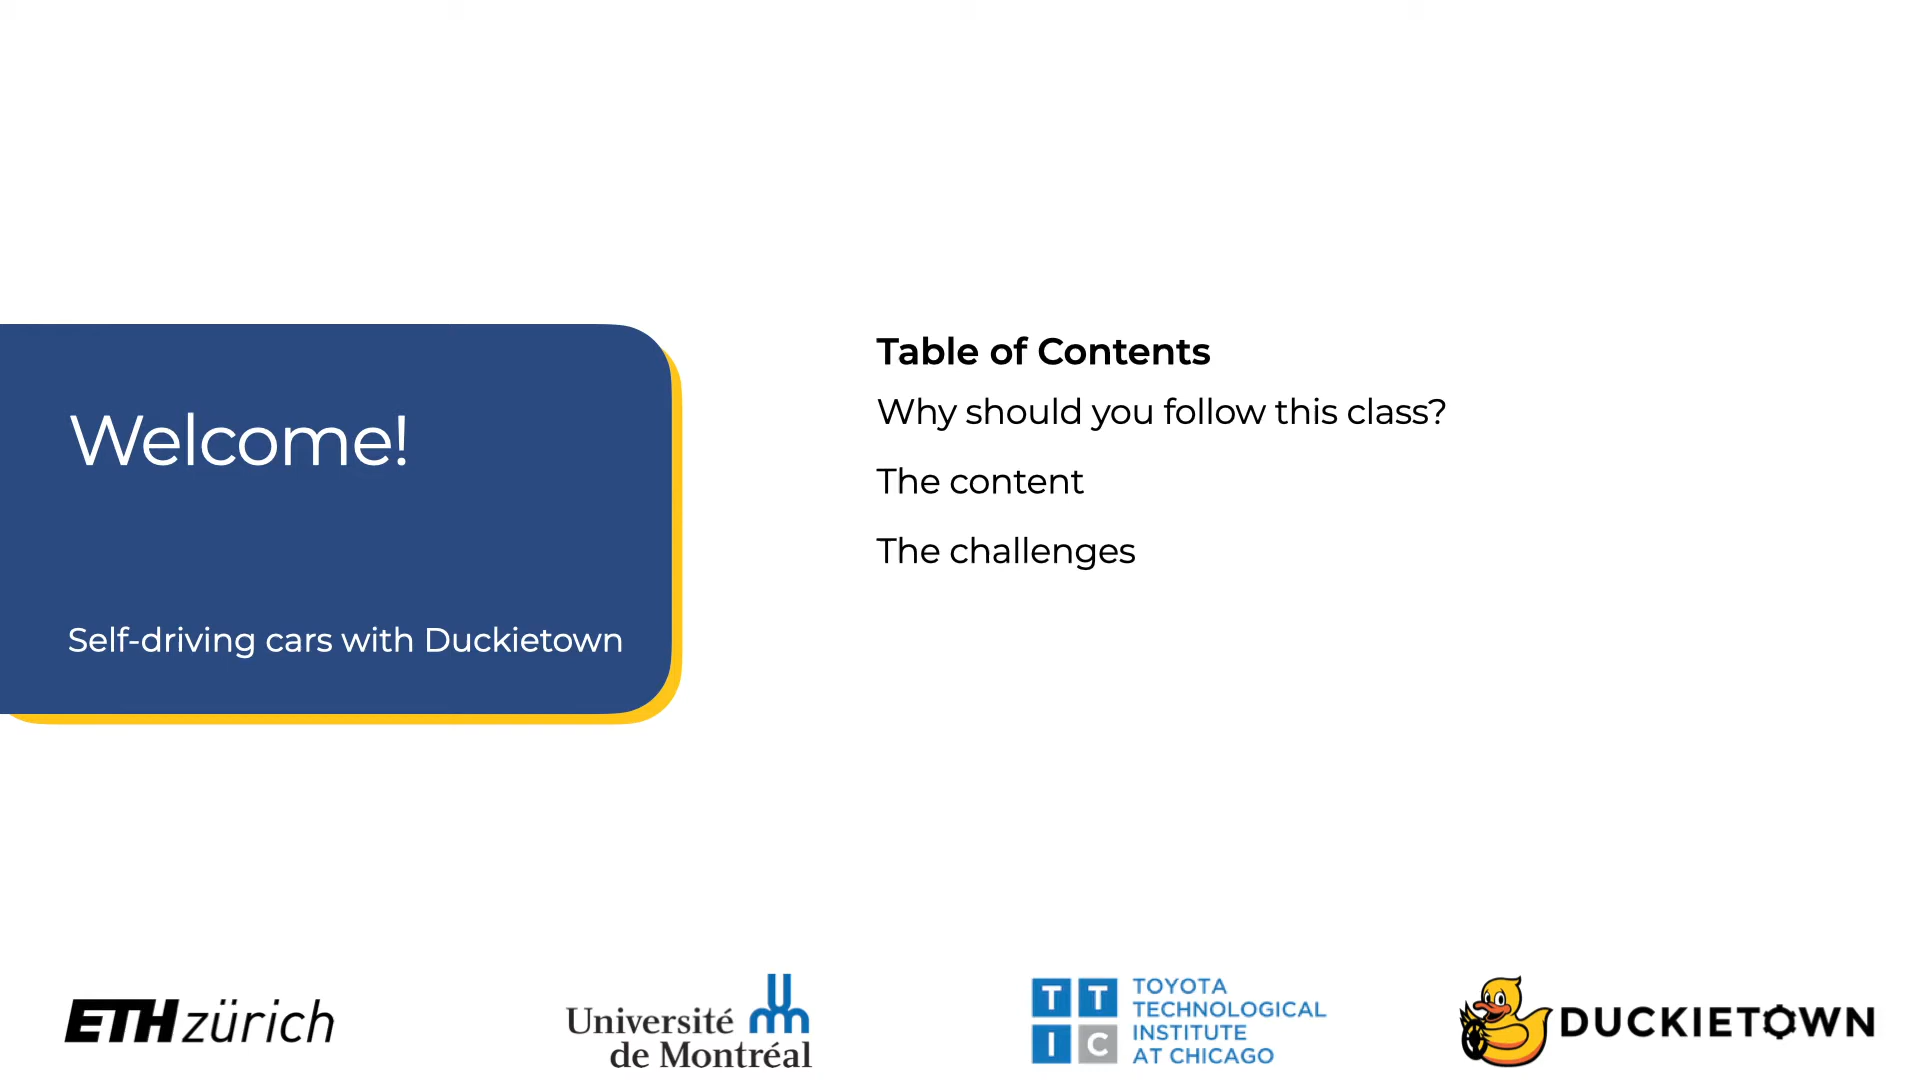 Welcome!
Self-driving cars with Duckietown
Table of Contents
Why should you follow this class?
The content
The challenges
ETH zürich
Université
de Montréal
T T
I C
TOYOTA
TECHNOLOGICAL
INSTITUTE
AT CHICAGO
DUCKIETOWN